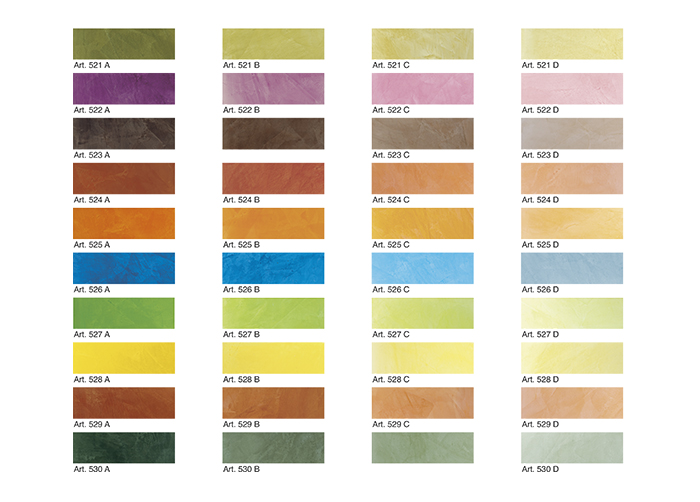 Art. 521 A Art. 521 B Art. 521 C Art. 521 D
Art. 522 A Art. 522 B Art. 522 C Art. 522 D
Art. 523 A Art. 523 C Art. 523 D
Art. 524 A Art. 524 B Art. 524 C Art. 524 D
Art. 525 A Art. 525 B Art. 525 C Art. 525 D
Art. 526 A Art. 526 B Art. 526 C Art. 526 D
Art. 527 A Art. 527 B Art. 527 C Art. 527 D
Art. 528 A Art. 528 B Art. 528 C Art. 528 D
Art. 529 A Art. 529 B Art. 529 C Art. 529 D
Art. 530 A Art. 530 B Art. 530 D